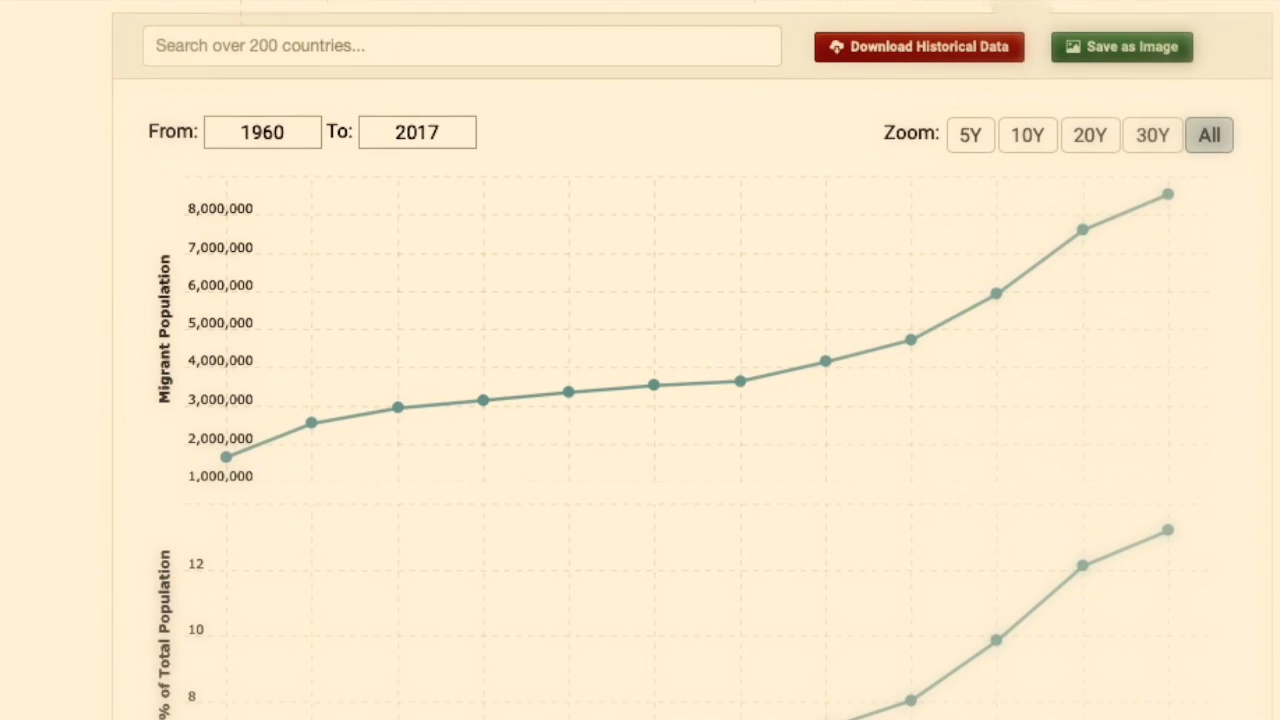 Search over 200 countries...
Download Historical Data
Save as Image
From: 1960 To: 2017
Zoom: 5Y 10Y 20Y 30Y All
Migrant Population
8,000,000
7,000,000
6,000,000
5,000,000
4,000,000
3,000,000
2,000,000
1,000,000
% of Total Population
12
10
8